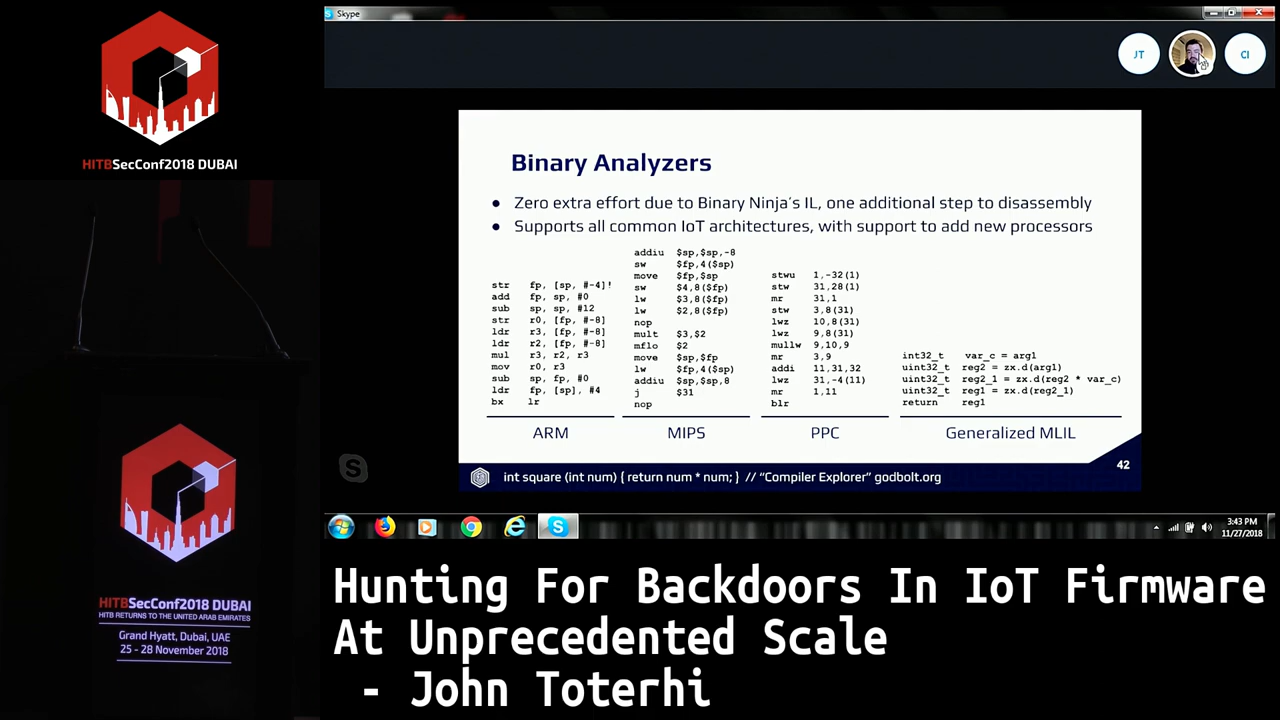 HITBSecConf2018 DUBAI
Skype
JT
CI
Binary Analyzers
● Zero extra effort due to Binary Ninja's IL, one additional step to disassembly
● Supports all common IoT architectures, with support to add new processors
str fp, [sp, #-4]!
add fp, sp, #0
sub sp, sp, #12
str r0, [fp, #-8]
ldr r3, [fp, #-8]
ldr r2, [fp, #-8]
mul r3, r2, r3
mov r0, r3
sub sp, fp, #0
ldr fp, [sp], #4
bx lr
ARM
addiu $sp,$sp,-8
sw $fp,4($sp)
move $fp,$sp
sw $4,8($fp)
lw $3,8($fp)
lw $2,8($fp)
nop
mult $3,$2
mflo $2
move $sp,$fp
lw $fp,4($sp)
addiu $sp,$sp,8
j $31
nop
MIPS
stwu 1,-32(1)
stw 31,28(1)
mr 31,1
stw 3,8(31)
lwz 10,8(31)
lwz 9,8(31)
mullw 9,10,9
mr 3,9
addi 11,31,32
lwz 31,-4(11)
mr 1,11
blr
PPC
int32_t var_c = arg1
uint32_t reg2 = zx.d(arg1)
uint32_t reg2_1 = zx.d(reg2 * var_c)
uint32_t reg1 = zx.d(reg2_1)
return reg1
Generalized MLIL
42
int square (int num) { return num * num; } // "Compiler Explorer" godbolt.org
3:43 PM
11/27/2018
HITBSecConf2018 DUBAI
HITB RETURNS TO THE UNITED ARAB EMIRATES
Grand Hyatt, Dubai, UAE
25 - 28 November 2018
Hunting For Backdoors In IoT Firmware
At Unprecedented Scale
- John Toterhi